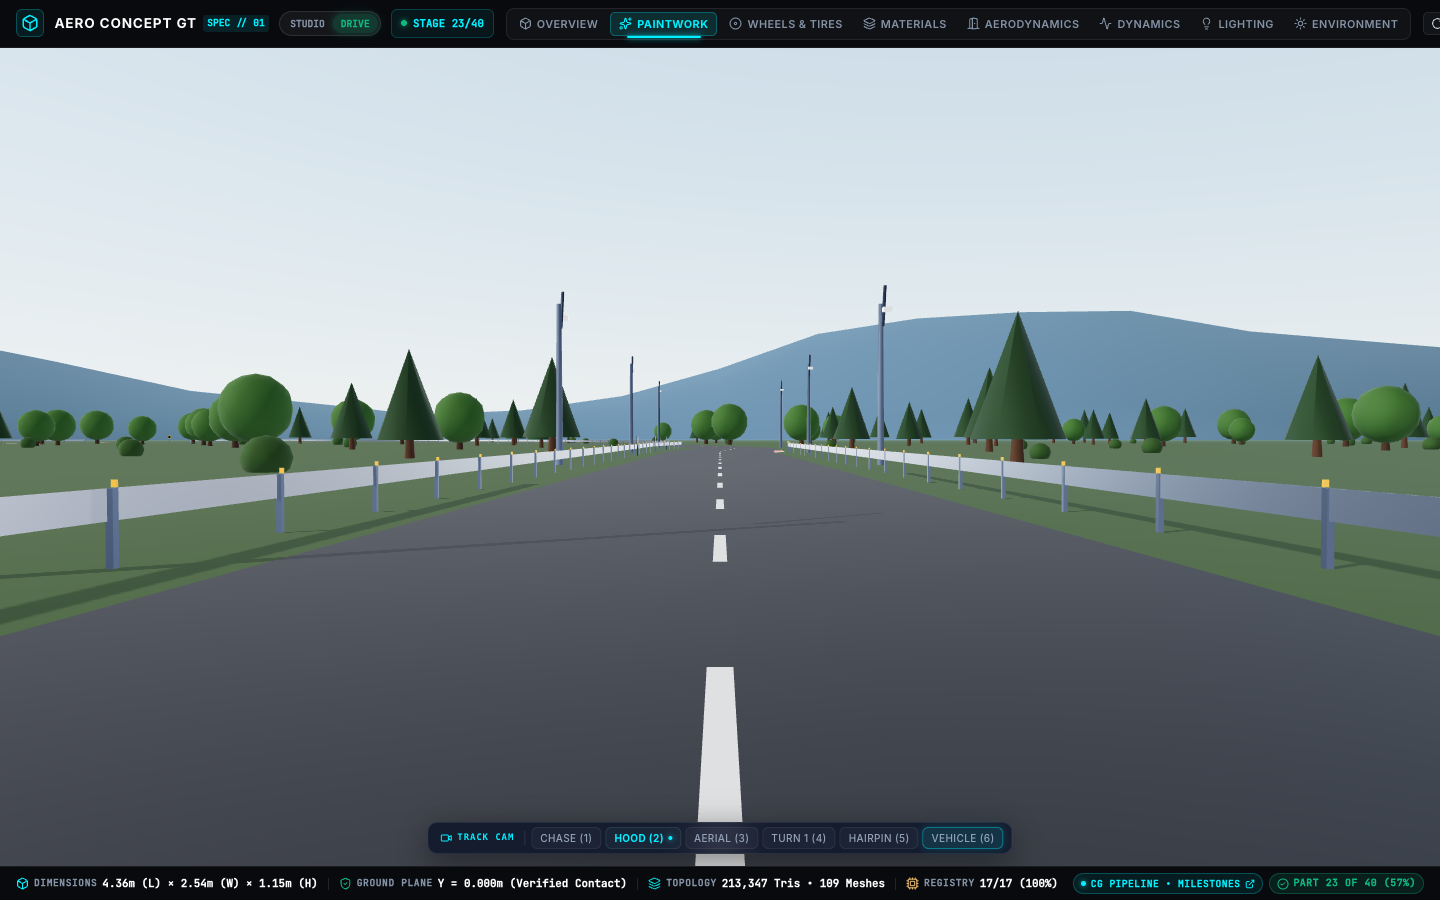 AERO CONCEPT GT SPEC // 01 STUDIO DRIVE STAGE 23/40 OVERVIEW PAINTWORK WHEELS & TIRES MATERIALS AERODYNAMICS DYNAMICS LIGHTING ENVIRONMENT
TRACK CAM CHASE (1) HOOD (2) AERIAL (3) TURN 1 (4) HAIRPIN (5) VEHICLE (6)
DIMENSIONS 4.36m (L) × 2.54m (W) × 1.15m (H) GROUND PLANE Y = 0.000m (Verified Contact) TOPOLOGY 213,347 Tris • 109 Meshes REGISTRY 17/17 (100%) CG PIPELINE • MILESTONES PART 23 OF 40 (57%)